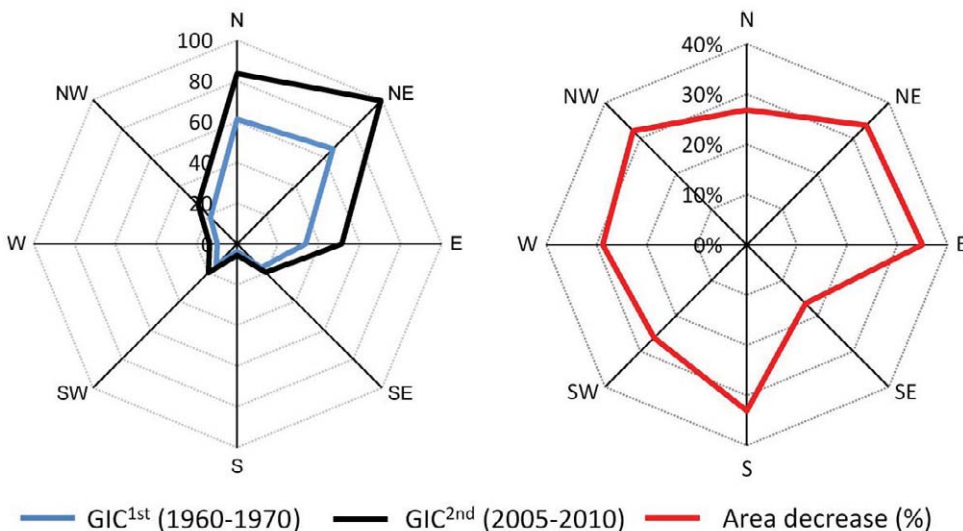 N
100
80
60
40
20
0
NW
NE
W
E
SW
SE
S
N
40%
30%
20%
10%
0%
NW
NE
W
E
SW
SE
S
GIC1st (1960-1970)
GIC2nd (2005-2010)
Area decrease (%)